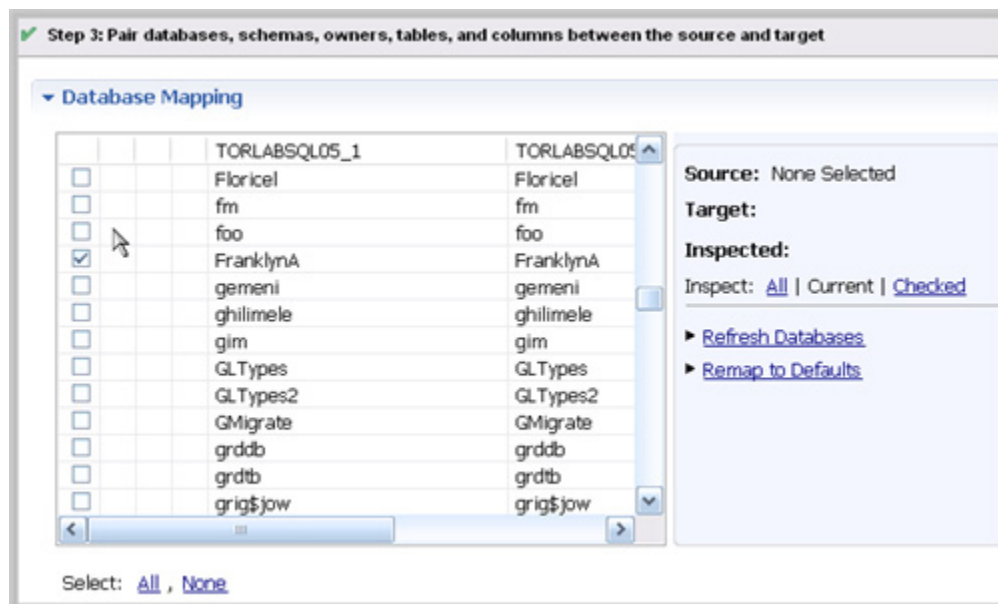 Step 3: Pair databases, schemas, owners, tables, and columns between the source and target
Database Mapping
TORLABSQL05_1 TORLABSQL05
Floricel Floricel
fm fm
foo foo
FranklynA FranklynA
gemeni gemeni
ghilimele ghilimele
gim gim
GLTypes GLTypes
GLTypes2 GLTypes2
GMigrate GMigrate
grddb grddb
grdtb grdtb
grig$jow grig$jow
Source: None Selected
Target:
Inspected:
Inspect: All | Current | Checked
Refresh Databases
Remap to Defaults
Select: All , None